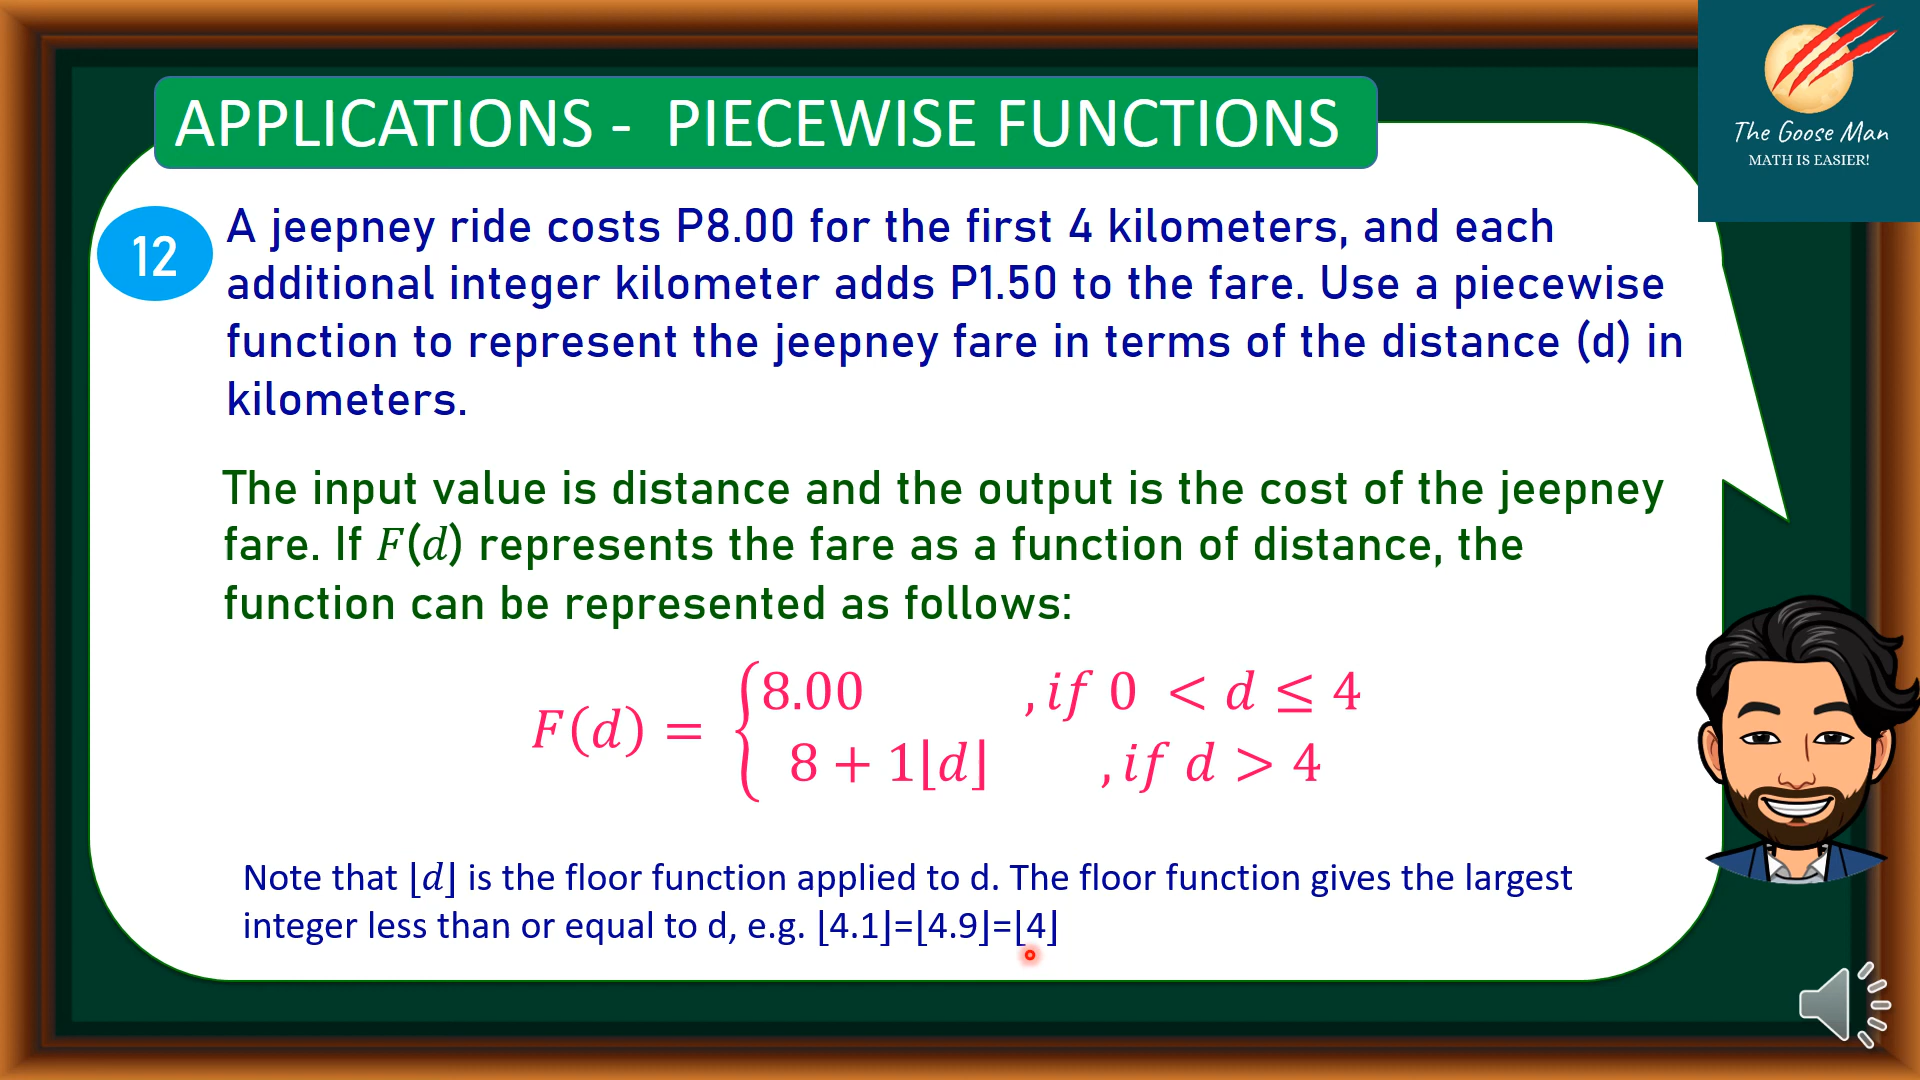 APPLICATIONS - PIECEWISE FUNCTIONS
The Goose Man
MATH IS EASIER!
12
A jeepney ride costs P8.00 for the first 4 kilometers, and each
additional integer kilometer adds P1.50 to the fare. Use a piecewise
function to represent the jeepney fare in terms of the distance (d) in
kilometers.
The input value is distance and the output is the cost of the jeepney
fare. If F(d) represents the fare as a function of distance, the
function can be represented as follows:
8.00 , if 0 < d ≤ 4
F(d) = {
8 + 1⌊d⌋ , if d > 4
Note that ⌊d⌋ is the floor function applied to d. The floor function gives the largest
integer less than or equal to d, e.g. ⌊4.1⌋=⌊4.9⌋=⌊4⌋